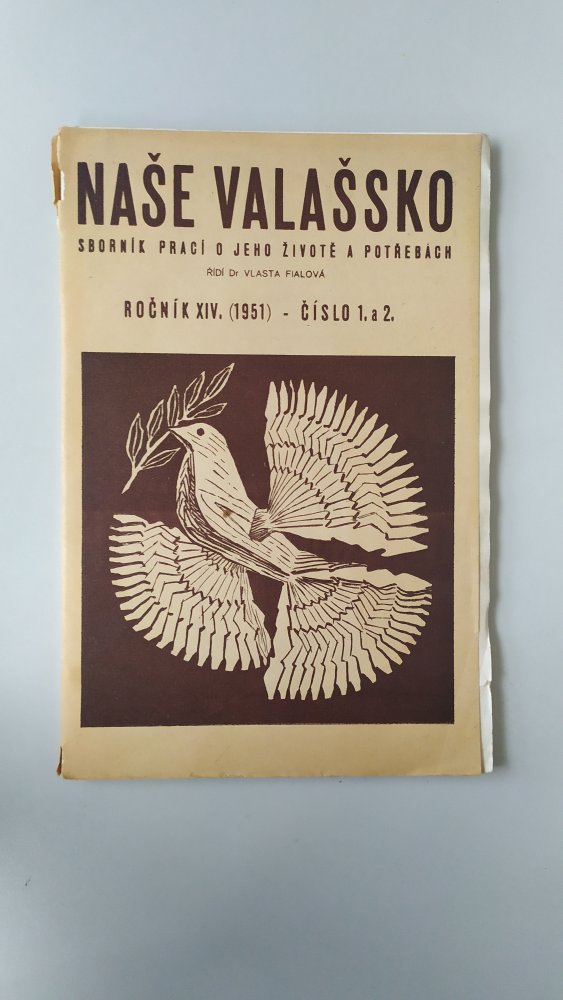 NAŠE VALAŠSKO
SBORNÍK PRACÍ O JEHO ŽIVOTĚ A POTŘEBÁCH
ŘÍDÍ Dr VLASTA FIALOVÁ
ROČNÍK XIV. (1951) - ČÍSLO 1. a 2.